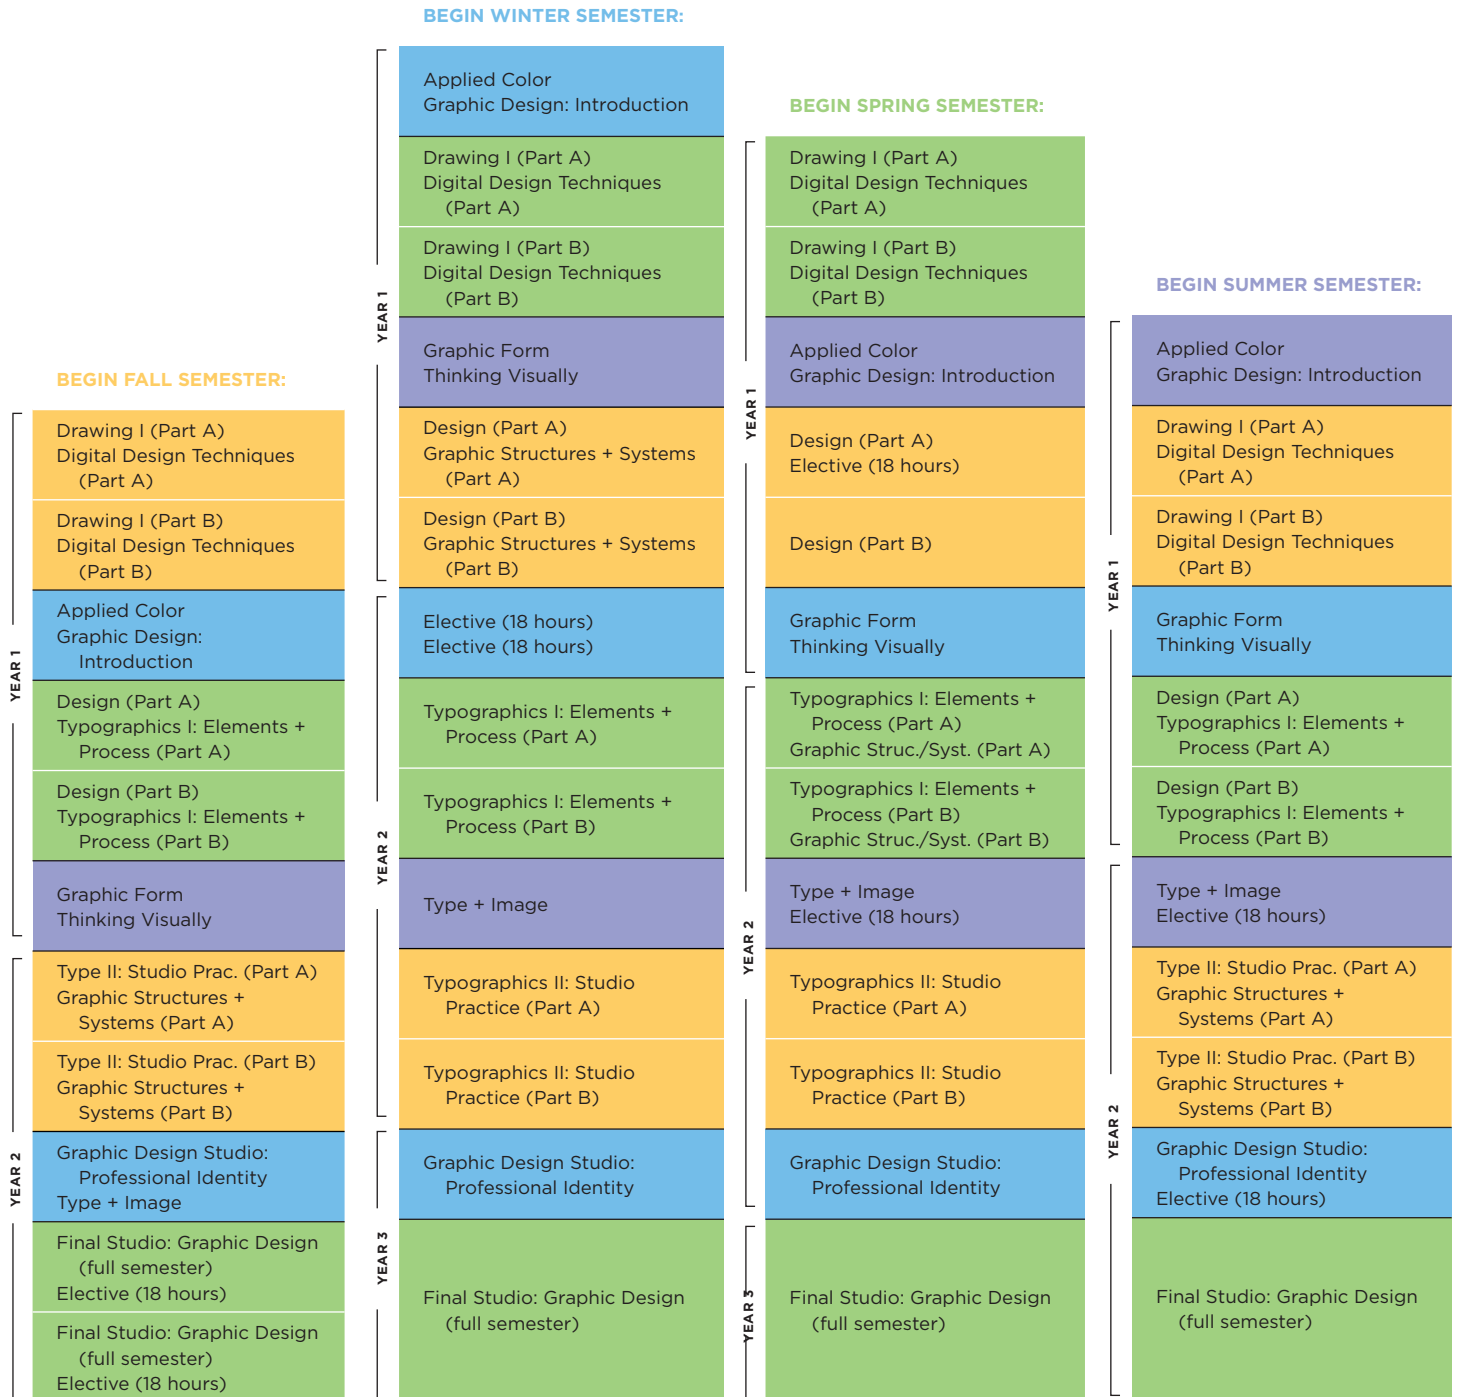 BEGIN FALL SEMESTER:
YEAR 1
Drawing I (Part A)
Digital Design Techniques
(Part A)
Drawing I (Part B)
Digital Design Techniques
(Part B)
Applied Color
Graphic Design:
Introduction
Design (Part A)
Typographics I: Elements +
Process (Part A)
Design (Part B)
Typographics I: Elements +
Process (Part B)
Graphic Form
Thinking Visually
YEAR 2
Type II: Studio Prac. (Part A)
Graphic Structures +
Systems (Part A)
Type II: Studio Prac. (Part B)
Graphic Structures +
Systems (Part B)
Graphic Design Studio:
Professional Identity
Type + Image
Final Studio: Graphic Design
(full semester)
Elective (18 hours)
Final Studio: Graphic Design
(full semester)
Elective (18 hours)
BEGIN WINTER SEMESTER:
YEAR 1
Applied Color
Graphic Design: Introduction
Drawing I (Part A)
Digital Design Techniques
(Part A)
Drawing I (Part B)
Digital Design Techniques
(Part B)
Graphic Form
Thinking Visually
Design (Part A)
Graphic Structures + Systems
(Part A)
Design (Part B)
Graphic Structures + Systems
(Part B)
YEAR 2
Elective (18 hours)
Elective (18 hours)
Typographics I: Elements +
Process (Part A)
Typographics I: Elements +
Process (Part B)
Type + Image
Typographics II: Studio
Practice (Part A)
Typographics II: Studio
Practice (Part B)
YEAR 3
Graphic Design Studio:
Professional Identity
Final Studio: Graphic Design
(full semester)
BEGIN SPRING SEMESTER:
YEAR 1
Drawing I (Part A)
Digital Design Techniques
(Part A)
Drawing I (Part B)
Digital Design Techniques
(Part B)
Applied Color
Graphic Design: Introduction
Design (Part A)
Elective (18 hours)
Design (Part B)
Graphic Form
Thinking Visually
YEAR 2
Typographics I: Elements +
Process (Part A)
Graphic Struc./Syst. (Part A)
Typographics I: Elements +
Process (Part B)
Graphic Struc./Syst. (Part B)
Type + Image
Elective (18 hours)
Typographics II: Studio
Practice (Part A)
Typographics II: Studio
Practice (Part B)
Graphic Design Studio:
Professional Identity
YEAR 3
Final Studio: Graphic Design
(full semester)
BEGIN SUMMER SEMESTER:
YEAR 1
Applied Color
Graphic Design: Introduction
Drawing I (Part A)
Digital Design Techniques
(Part A)
Drawing I (Part B)
Digital Design Techniques
(Part B)
Graphic Form
Thinking Visually
Design (Part A)
Typographics I: Elements +
Process (Part A)
Design (Part B)
Typographics I: Elements +
Process (Part B)
YEAR 2
Type + Image
Elective (18 hours)
Type II: Studio Prac. (Part A)
Graphic Structures +
Systems (Part A)
Type II: Studio Prac. (Part B)
Graphic Structures +
Systems (Part B)
Graphic Design Studio:
Professional Identity
Elective (18 hours)
Final Studio: Graphic Design
(full semester)